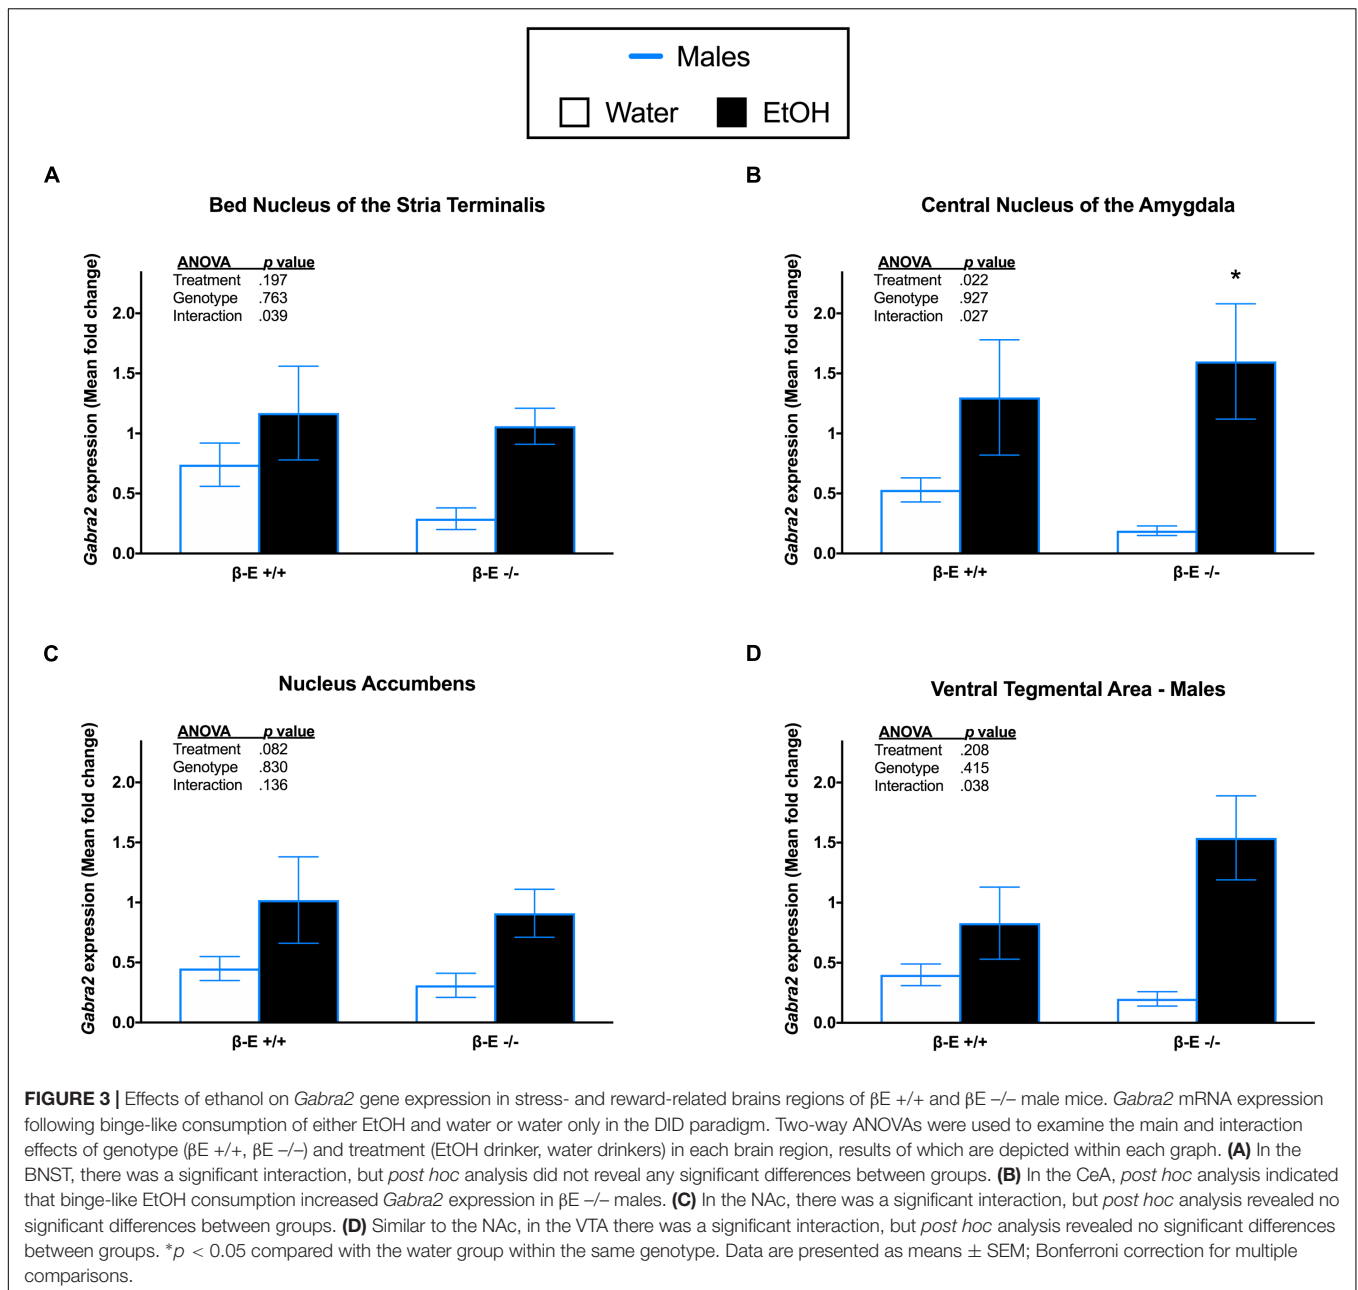 Males
Water EtOH
A
Bed Nucleus of the Stria Terminalis
ANOVA p value
Treatment .197
Genotype .763
Interaction .039
Gabra2 expression (Mean fold change)
2.0
1.5
1
0.5
0.0
β-E +/+ β-E -/-
B
Central Nucleus of the Amygdala
ANOVA p value
Treatment .022
Genotype .927
Interaction .027
*
Gabra2 expression (Mean fold change)
2.0
1.5
1
0.5
0.0
β-E +/+ β-E -/-
C
Nucleus Accumbens
ANOVA p value
Treatment .082
Genotype .830
Interaction .136
Gabra2 expression (Mean fold change)
2.0
1.5
1
0.5
0.0
β-E +/+ β-E -/-
D
Ventral Tegmental Area - Males
ANOVA p value
Treatment .208
Genotype .415
Interaction .038
Gabra2 expression (Mean fold change)
2.0
1.5
1
0.5
0.0
β-E +/+ β-E -/-
FIGURE 3 | Effects of ethanol on Gabra2 gene expression in stress- and reward-related brains regions of βE +/+ and βE –/– male mice. Gabra2 mRNA expression
following binge-like consumption of either EtOH and water or water only in the DID paradigm. Two-way ANOVAs were used to examine the main and interaction
effects of genotype (βE +/+, βE –/–) and treatment (EtOH drinker, water drinkers) in each brain region, results of which are depicted within each graph. (A) In the
BNST, there was a significant interaction, but post hoc analysis did not reveal any significant differences between groups. (B) In the CeA, post hoc analysis indicated
that binge-like EtOH consumption increased Gabra2 expression in βE –/– males. (C) In the NAc, there was a significant interaction, but post hoc analysis revealed no
significant differences between groups. (D) Similar to the NAc, in the VTA there was a significant interaction, but post hoc analysis revealed no significant differences
between groups. *p < 0.05 compared with the water group within the same genotype. Data are presented as means ± SEM; Bonferroni correction for multiple
comparisons.